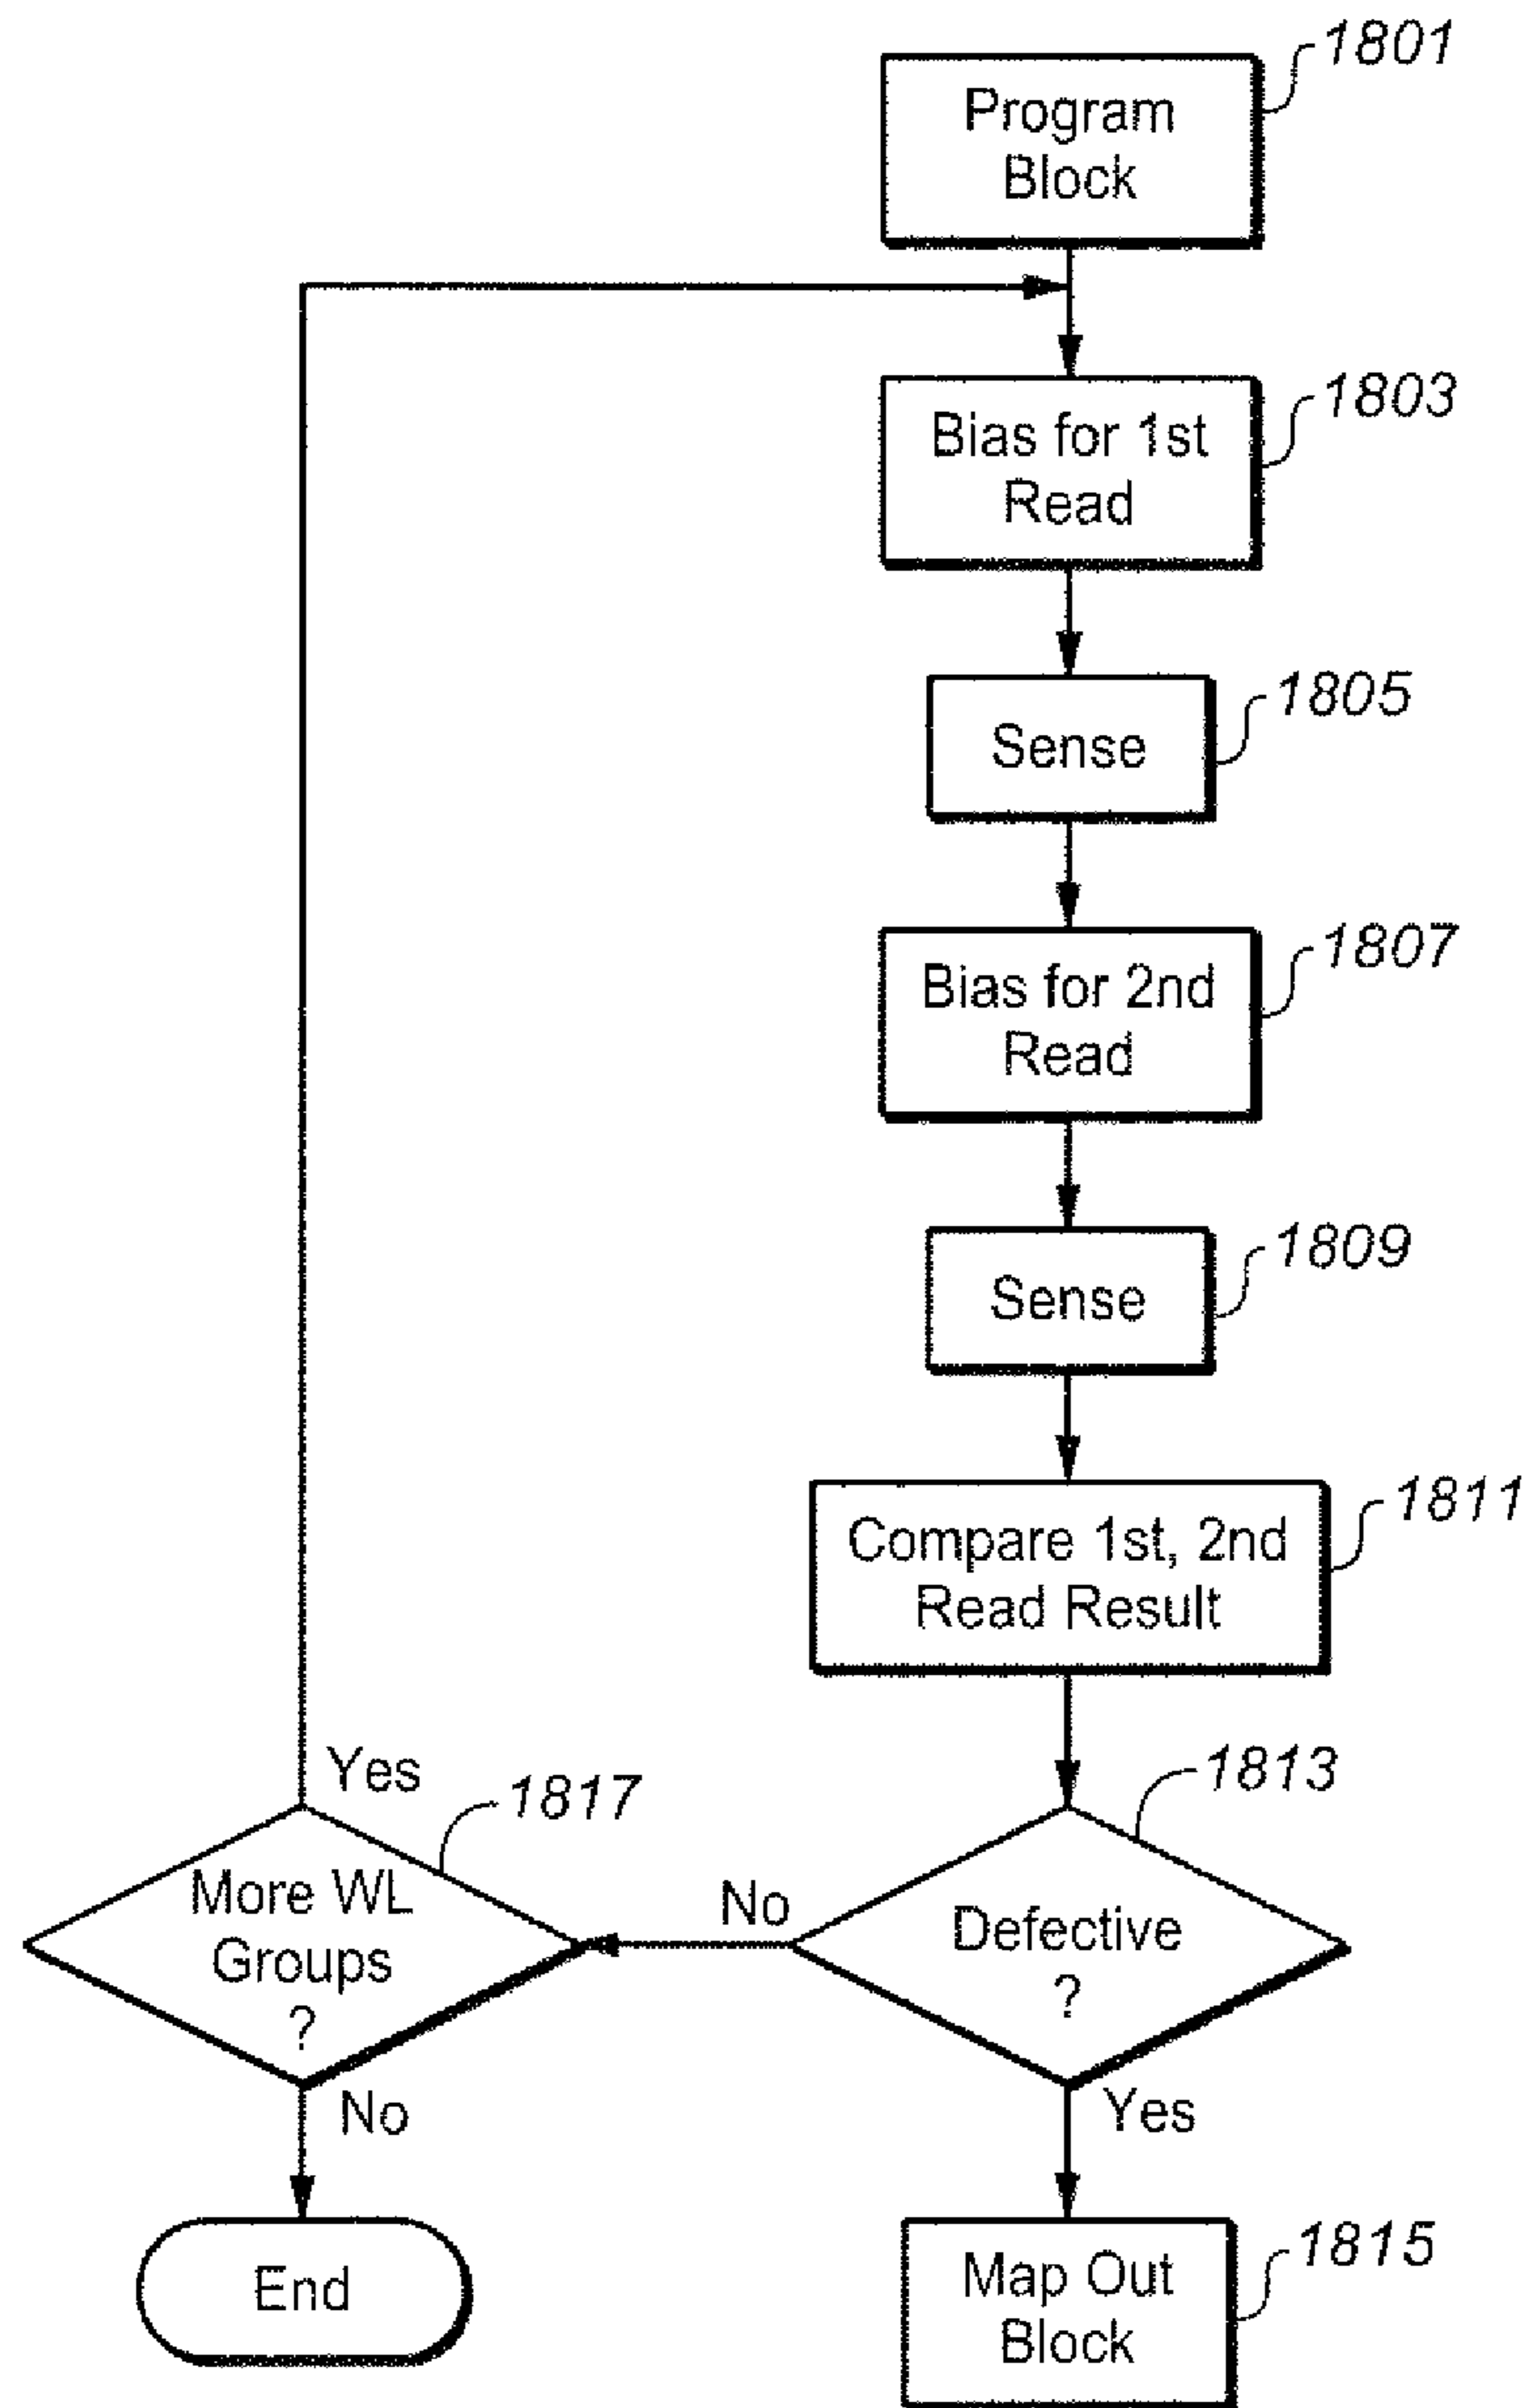 1801
Program
Block
1803
Bias for 1st
Read
1805
Sense
1807
Bias for 2nd
Read
1809
Sense
1811
Compare 1st, 2nd
Read Result
1813
Defective
?
No
Yes
1817
More WL
Groups
?
Yes
No
End
1815
Map Out
Block